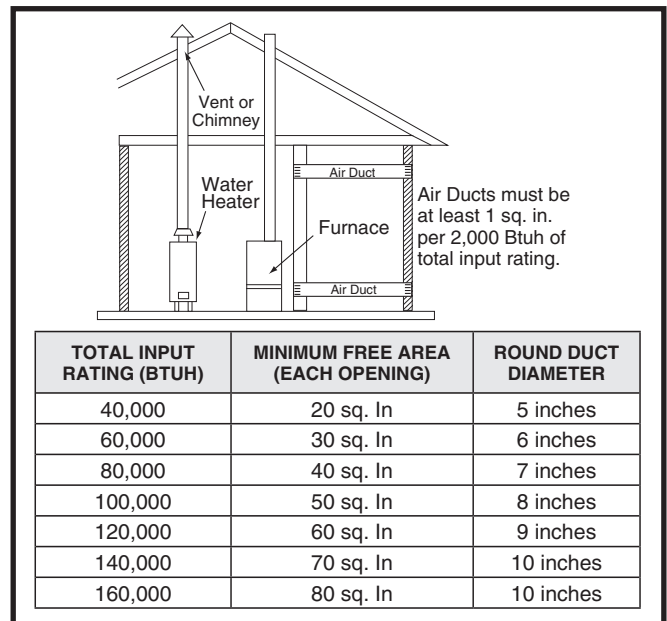 Vent or
Chimney
Air Duct
Water
Heater
Furnace
Air Ducts must be
at least 1 sq. in.
per 2,000 Btuh of
total input rating.
Air Duct
TOTAL INPUT RATING (BTUH) MINIMUM FREE AREA (EACH OPENING) ROUND DUCT DIAMETER
40,000 20 sq. In 5 inches
60,000 30 sq. In 6 inches
80,000 40 sq. In 7 inches
100,000 50 sq. In 8 inches
120,000 60 sq. In 9 inches
140,000 70 sq. In 10 inches
160,000 80 sq. In 10 inches